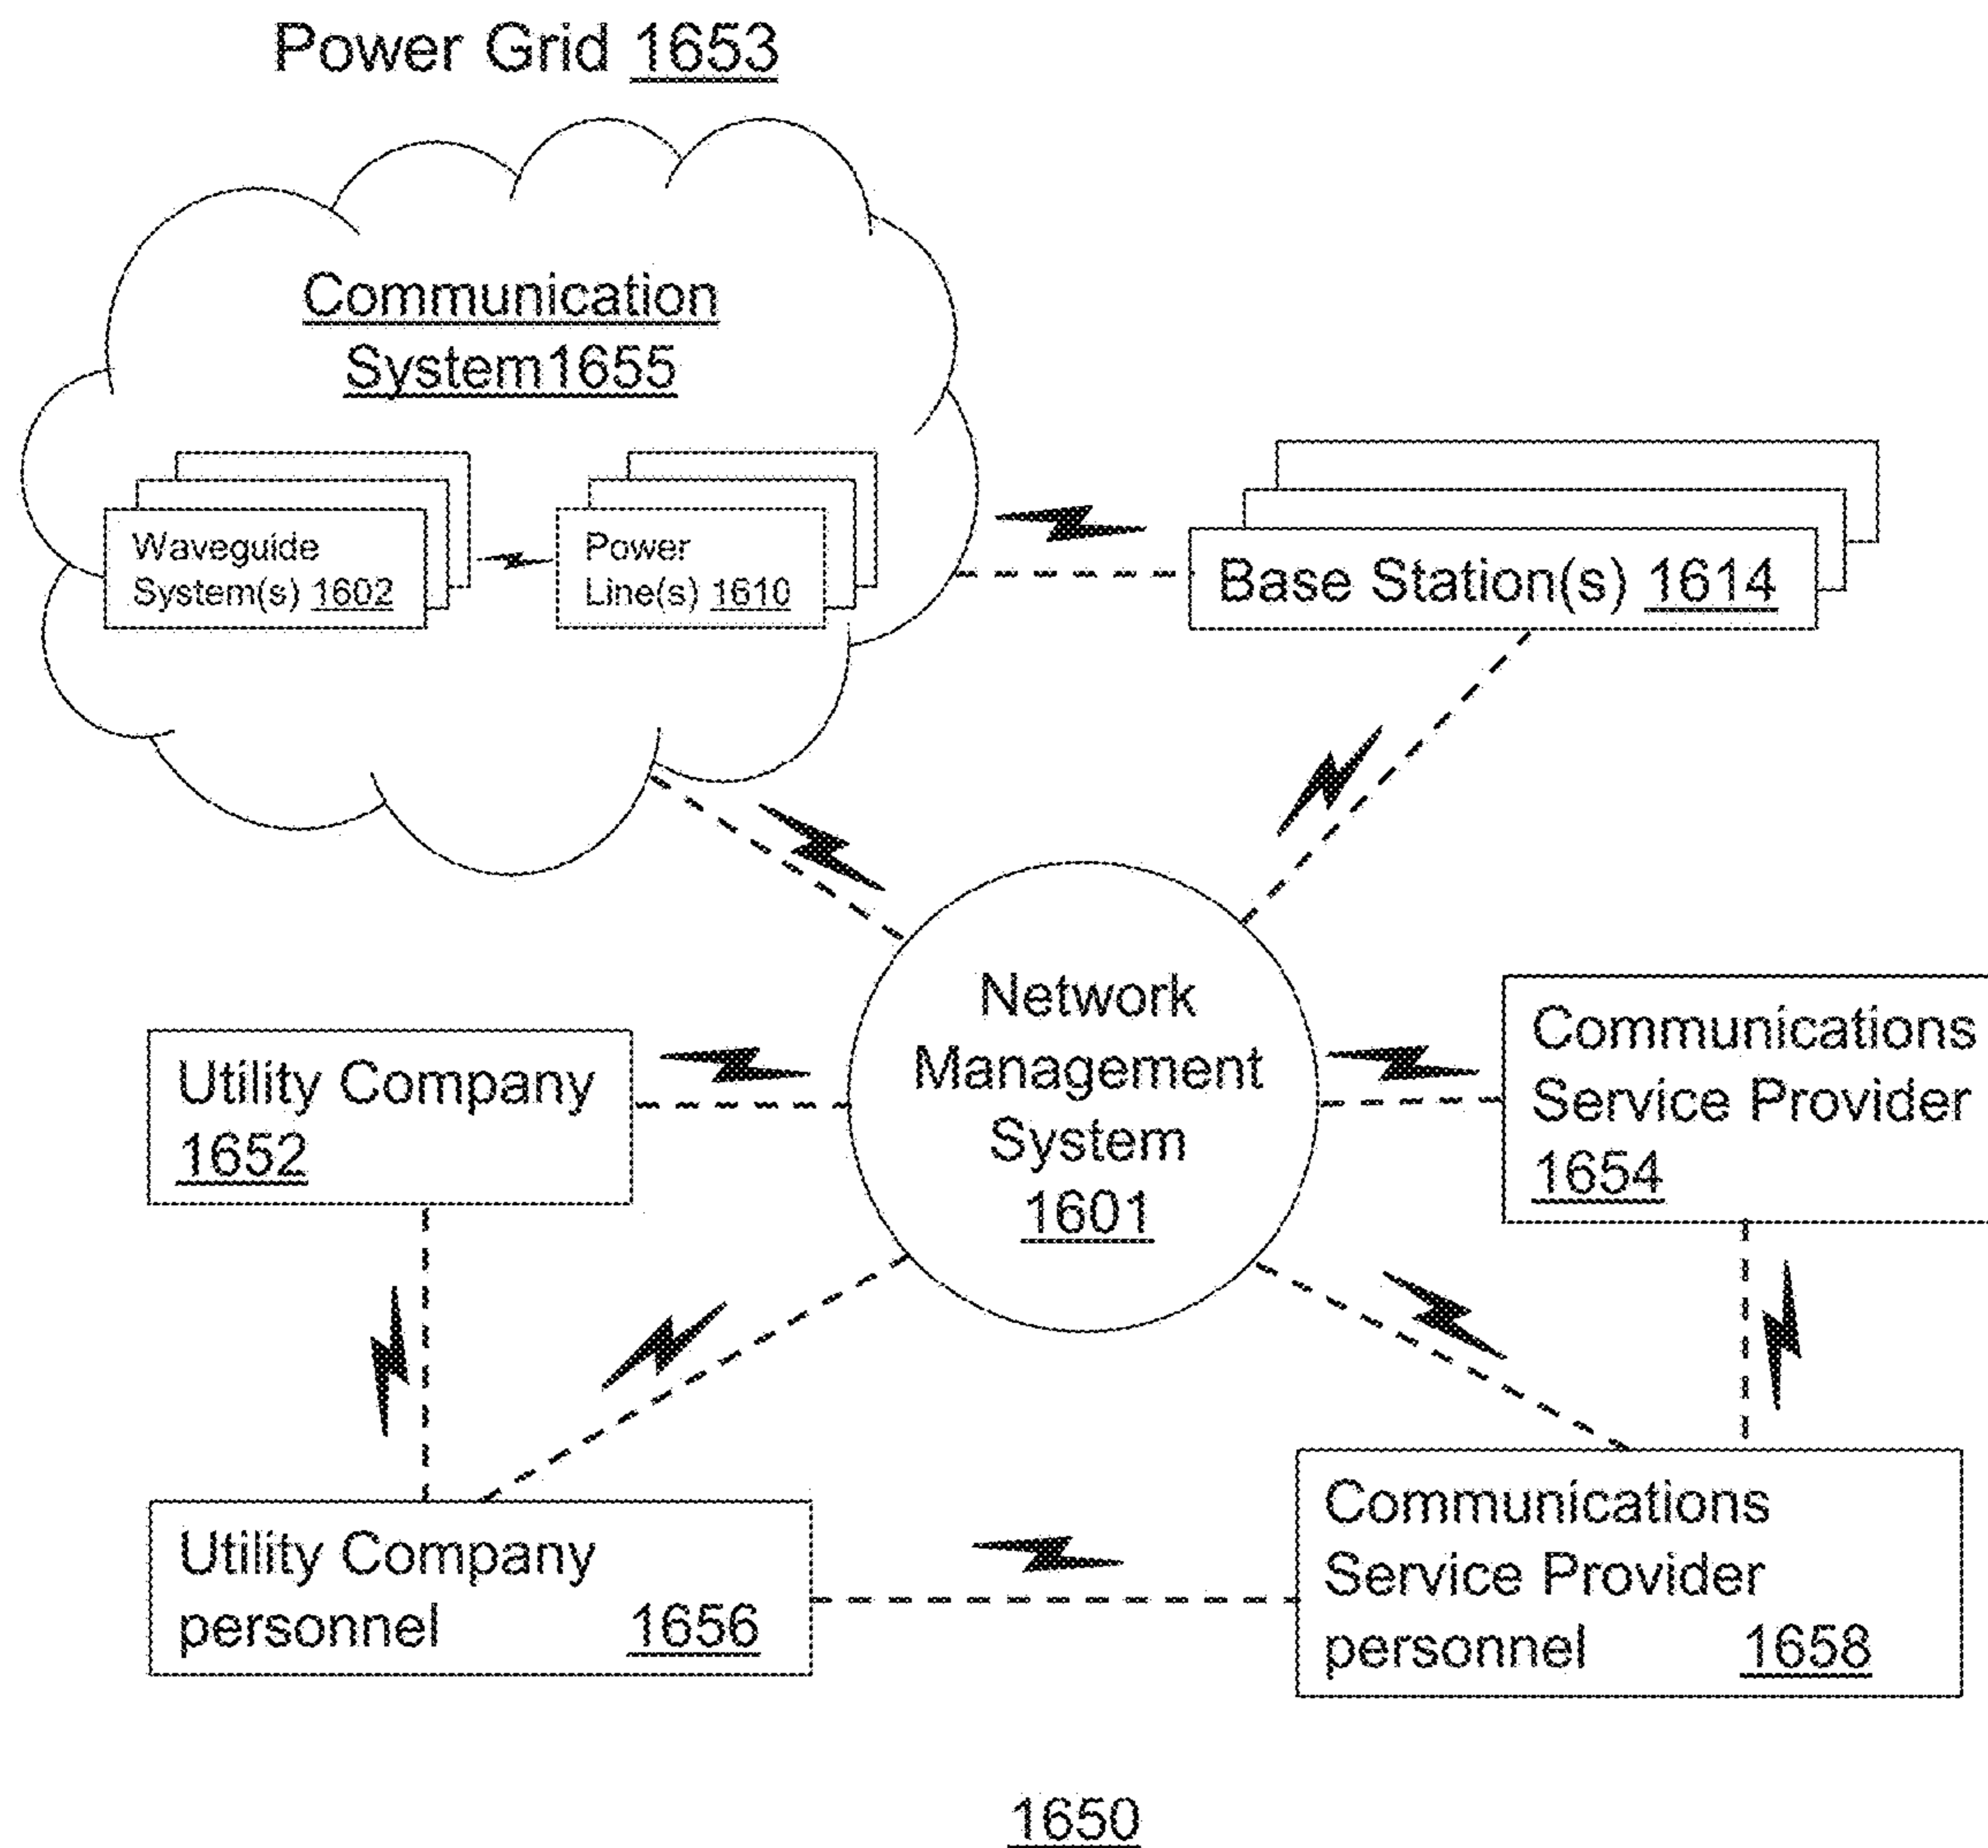 Power Grid 1653
Communication
System1655
Waveguide
System(s) 1602
Power
Line(s) 1610
Base Station(s) 1614
Network
Management
System
1601
Utility Company
1652
Communications
Service Provider
1654
Utility Company
personnel 1656
Communications
Service Provider
personnel 1658
1650